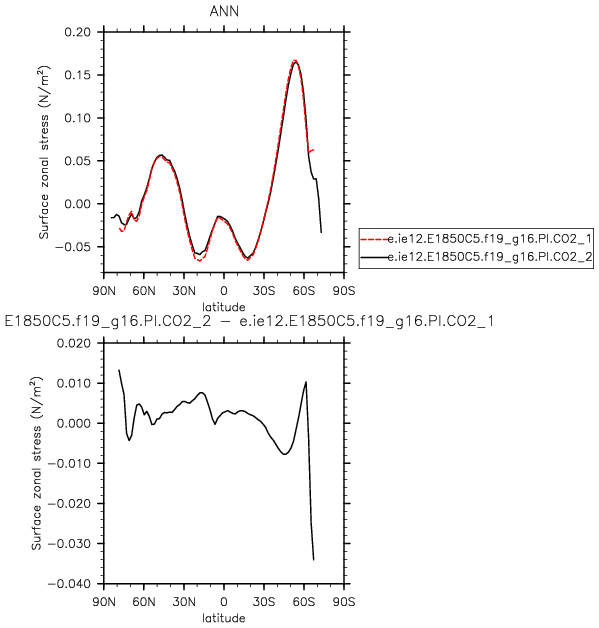 ANN
0.20
0.15
0.10
0.05
0.00
−0.05
Surface zonal stress (N/m²)
90N 60N 30N 0 30S 60S 90S
latitude
e.ie12.E1850C5.f19_g16.PI.CO2_1
e.ie12.E1850C5.f19_g16.PI.CO2_2
E1850C5.f19_g16.PI.CO2_2 − e.ie12.E1850C5.f19_g16.PI.CO2_1
0.020
0.010
0.000
−0.010
−0.020
−0.030
−0.040
Surface zonal stress (N/m²)
90N 60N 30N 0 30S 60S 90S
latitude